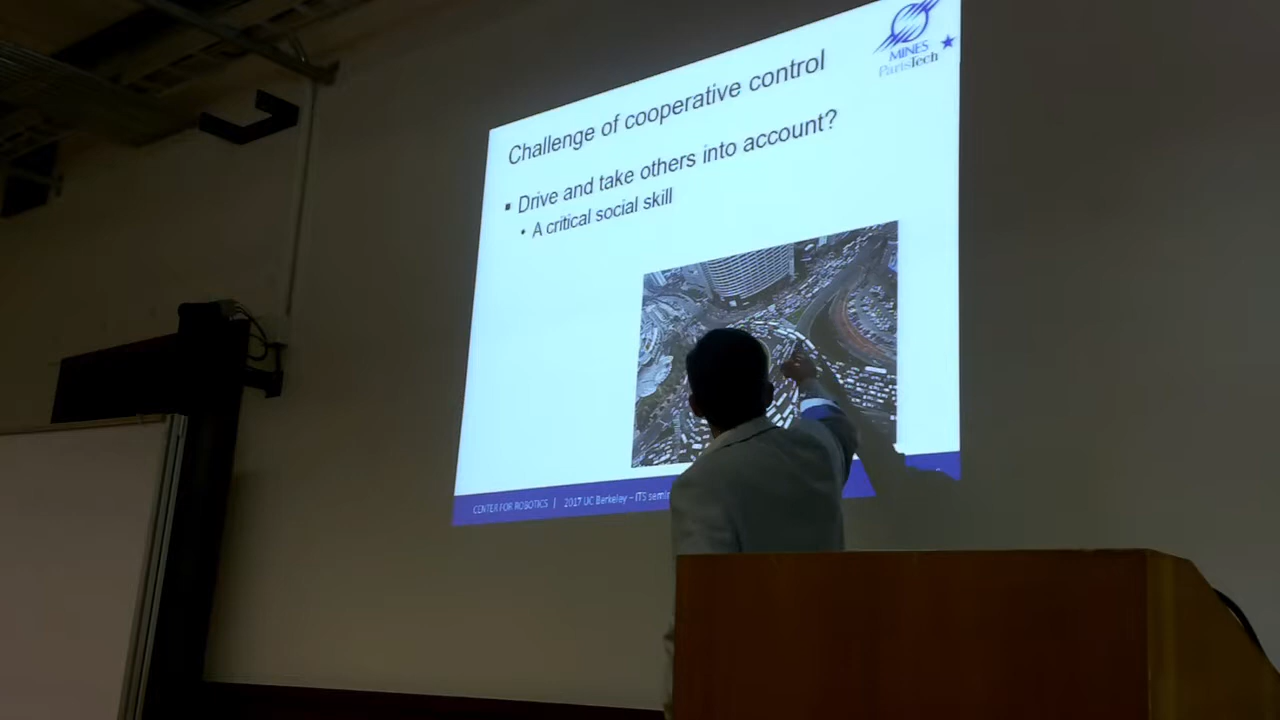 MINES
ParisTech
Challenge of cooperative control
▪ Drive and take others into account?
• A critical social skill
CENTER FOR ROBOTICS | 2017 UC Berkeley – ITS